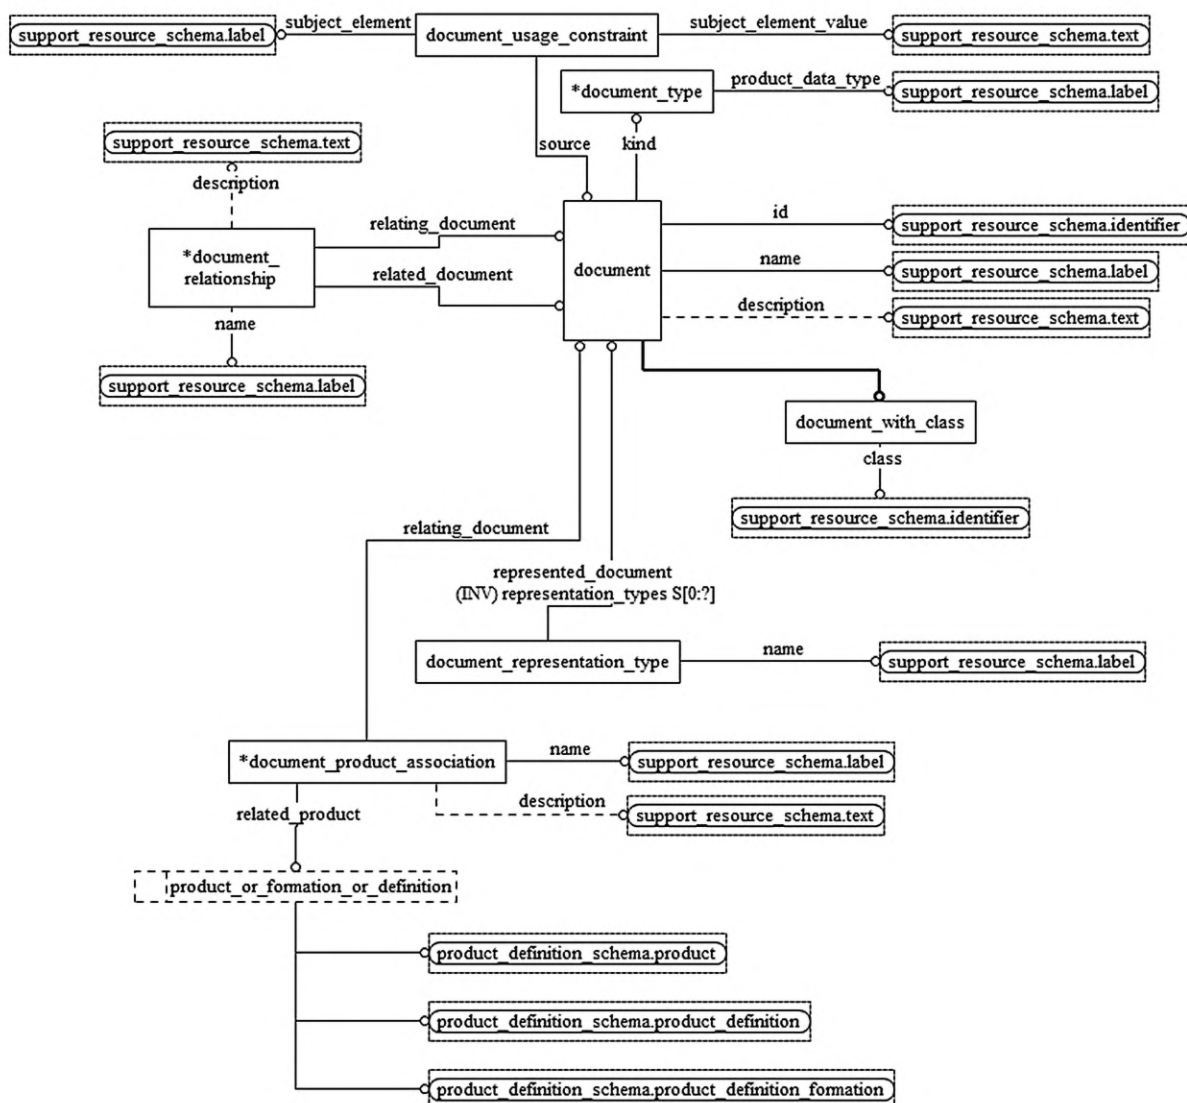 subject_element
subject_element_value
support_resource_schema.label
document_usage_constraint
support_resource_schema.text
product_data_type
*document_type
support_resource_schema.label
support_resource_schema.text
source
kind
description
id
relating_document
support_resource_schema.identifier
*document_
relationship
related_document
document
name
support_resource_schema.label
description
support_resource_schema.text
name
support_resource_schema.label
document_with_class
class
support_resource_schema.identifier
relating_document
represented_document
(INV) representation_types S[0:?]
document_representation_type
name
support_resource_schema.label
*document_product_association
name
support_resource_schema.label
description
support_resource_schema.text
related_product
product_or_formation_or_definition
product_definition_schema.product
product_definition_schema.product_definition
product_definition_schema.product_definition_formation